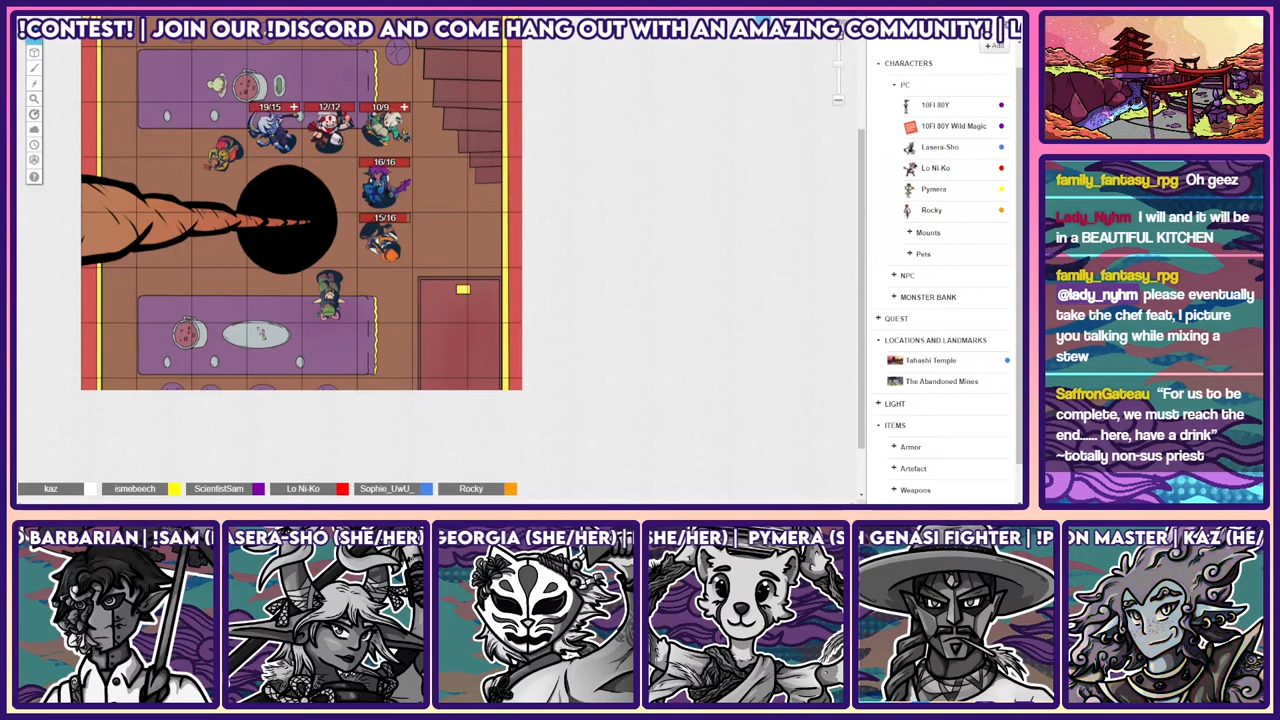 !CONTEST! | JOIN OUR !DISCORD AND COME HANG OUT WITH AN AMAZING COMMUNITY! | L
Add
CHARACTERS
PC
10FI 80Y
10FI 80Y Wild Magic
Lasera-Sho
Lo Ni-Ko
Pymera
Rocky
Mounts
Pets
NPC
MONSTER BANK
QUEST
LOCATIONS AND LANDMARKS
Tahashi Temple
The Abandoned Mines
LIGHT
ITEMS
Armor
Artefact
Weapons
19/15
12/12
10/9
16/16
15/16
kaz
ismebeech
ScientistSam
Lo Ni-Ko
Sophie_UwU_
Rocky
family_fantasy_rpg Oh geez
Lady_Nyhm I will and it will be
in a BEAUTIFUL KITCHEN
family_fantasy_rpg
@lady_nyhm please eventually
take the chef feat, I picture
you talking while mixing a
stew
SaffronGateau “For us to be
complete, we must reach the
end...... here, have a drink”
~totally non-sus priest
O BARBARIAN | !SAM (
ASERA-SHO (SHE/HER)
GEORGIA (SHE/HER) |
SHE/HER) | PYMERA (S
H GENASI FIGHTER | !P
ON MASTER | KAZ (HE/